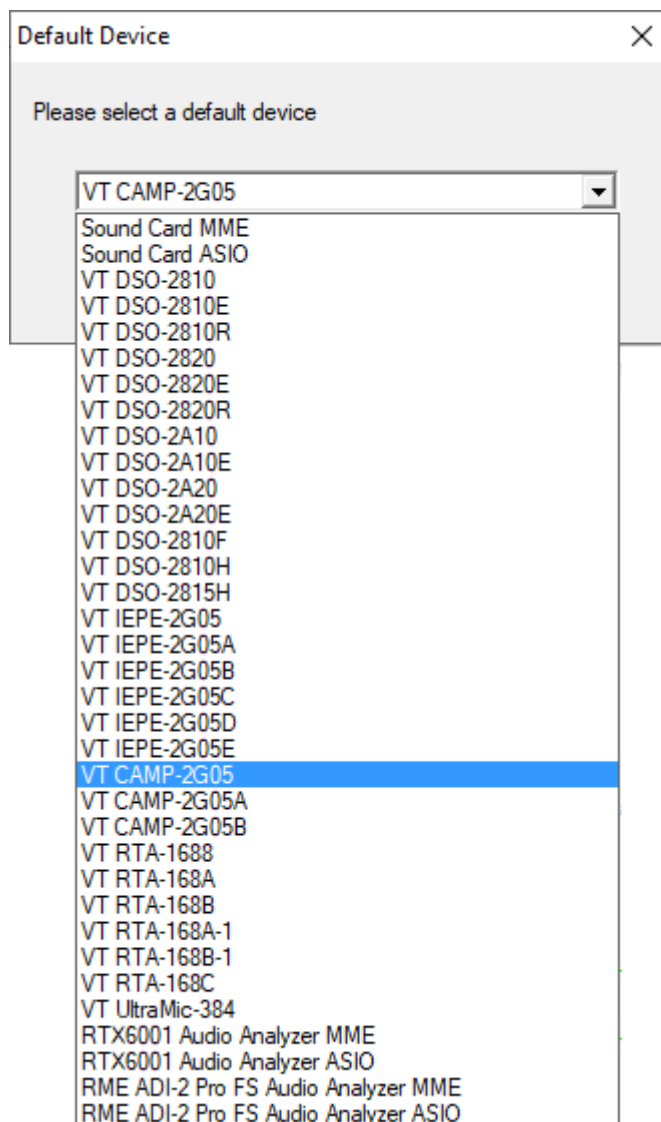 Default Device
Please select a default device
VT CAMP-2G05
Sound Card MME
Sound Card ASIO
VT DSO-2810
VT DSO-2810E
VT DSO-2810R
VT DSO-2820
VT DSO-2820E
VT DSO-2820R
VT DSO-2A10
VT DSO-2A10E
VT DSO-2A20
VT DSO-2A20E
VT DSO-2810F
VT DSO-2810H
VT DSO-2815H
VT IEPE-2G05
VT IEPE-2G05A
VT IEPE-2G05B
VT IEPE-2G05C
VT IEPE-2G05D
VT IEPE-2G05E
VT CAMP-2G05
VT CAMP-2G05A
VT CAMP-2G05B
VT RTA-1688
VT RTA-168A
VT RTA-168B
VT RTA-168A-1
VT RTA-168B-1
VT RTA-168C
VT UltraMic-384
RTX6001 Audio Analyzer MME
RTX6001 Audio Analyzer ASIO
RME ADI-2 Pro FS Audio Analyzer MME
RME ADI-2 Pro FS Audio Analyzer ASIO